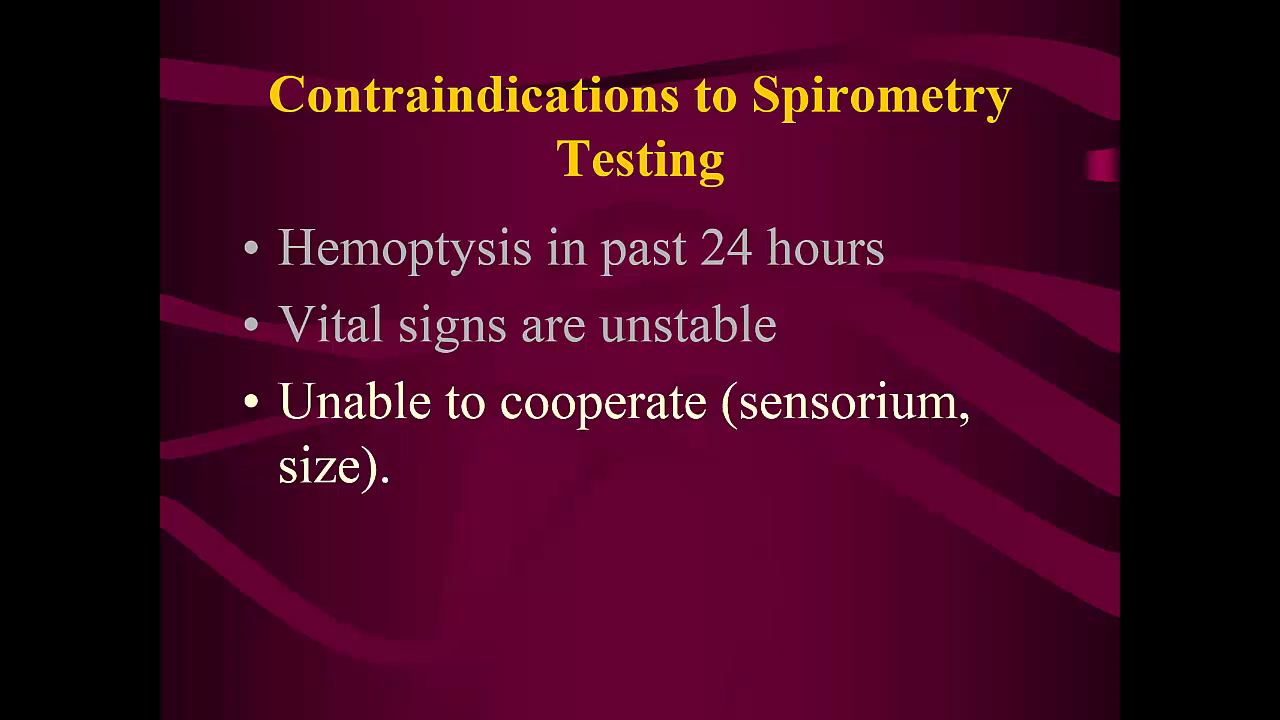 Contraindications to Spirometry
Testing
• Hemoptysis in past 24 hours
• Vital signs are unstable
• Unable to cooperate (sensorium,
size).